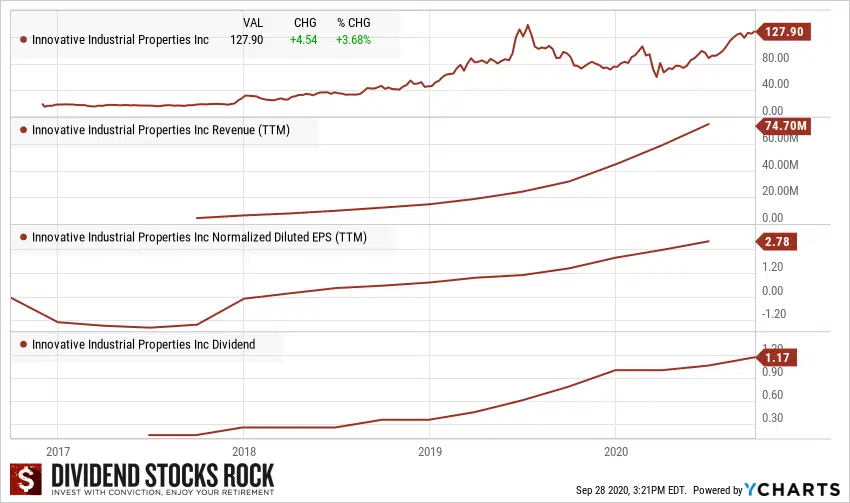 VAL CHG % CHG
Innovative Industrial Properties Inc 127.90 +4.54 +3.68%
127.90
80.00
40.00
0.00
Innovative Industrial Properties Inc Revenue (TTM)
74.70M
60.00M
40.00M
20.00M
0.00
Innovative Industrial Properties Inc Normalized Diluted EPS (TTM)
2.78
1.20
0.00
-1.20
Innovative Industrial Properties Inc Dividend
1.20
1.17
0.90
0.60
0.30
2017 2018 2019 2020
$ DIVIDEND STOCKS ROCK
INVEST WITH CONVICTION, ENJOY YOUR RETIREMENT
Sep 28 2020, 3:21PM EDT. Powered by YCHARTS